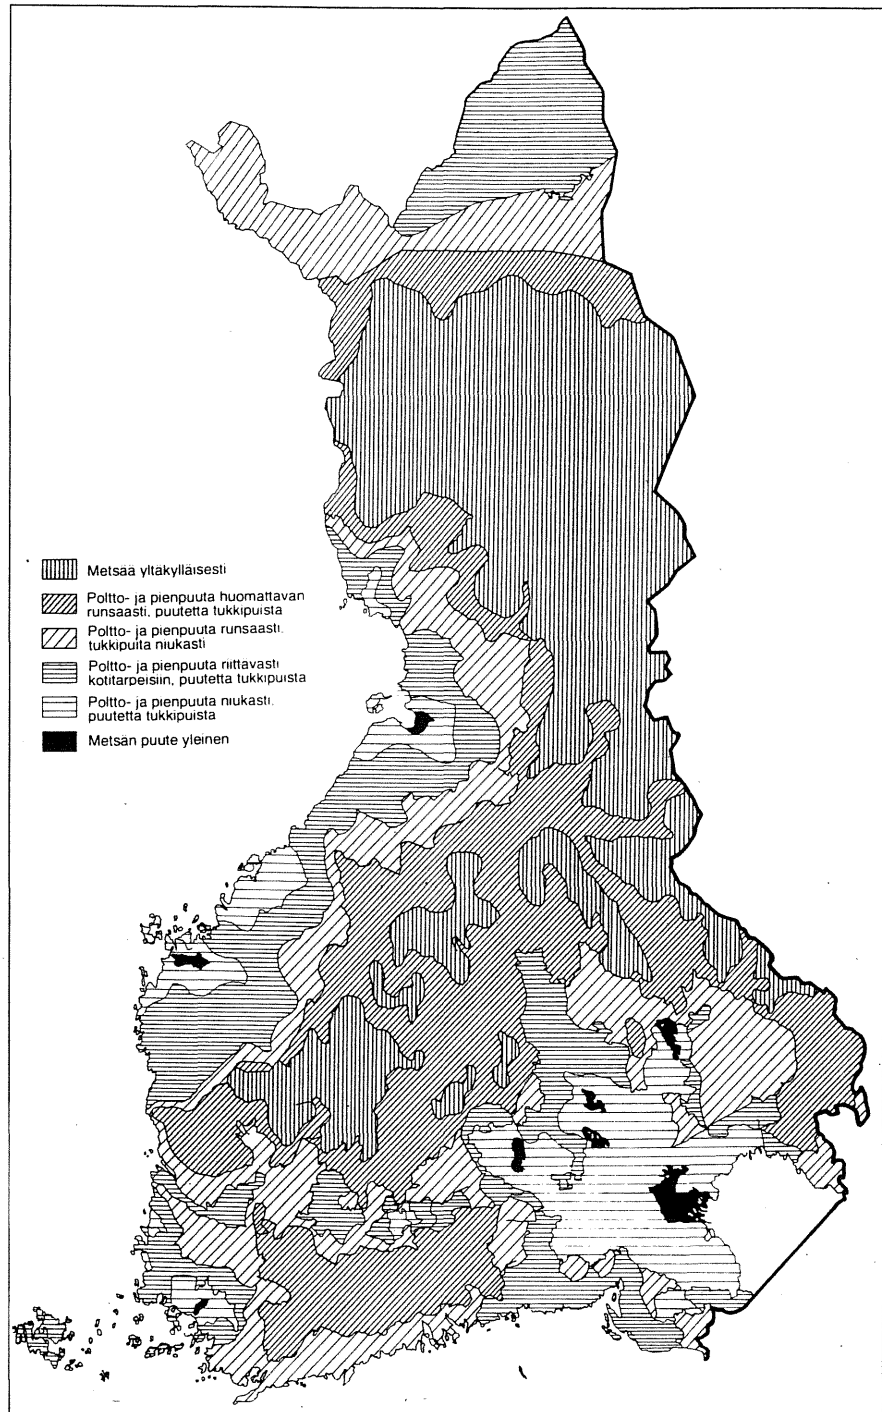 Metsää yltäkylläisesti
Poltto- ja pienpuuta huomattavan
runsaasti, puutetta tukkipuista
Poltto- ja pienpuuta runsaasti,
tukkipuita niukasti
Poltto- ja pienpuuta riittävasti
kotitarpeisiin, puutetta tukkipuista
Poltto- ja pienpuuta niukasti,
puutetta tukkipuista
Metsän puute yleinen